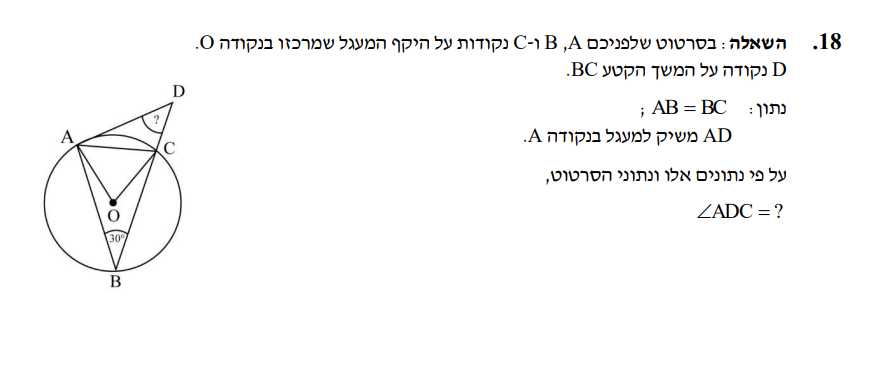 18. השאלה: בסרטוט שלפניכם A, B ו-C נקודות על היקף המעגל שמרכזו בנקודה O.
D נקודה על המשך הקטע BC.
נתון: AB = BC ;
AD משיק למעגל בנקודה A.
על פי נתונים אלו ונתוני הסרטוט,
∠ADC = ?
D
?
A
C
O
30°
B